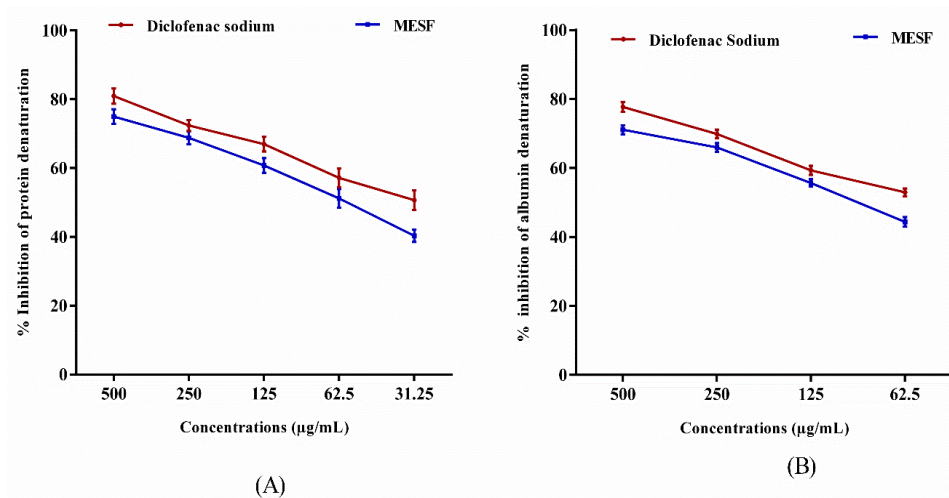 Diclofenac sodium
MESF
% Inhibition of protein denaturation
100
80
60
40
20
0
500 250 125 62.5 31.25
Concentrations (µg/mL)
(A)
Diclofenac Sodium
MESF
% inhibition of albumin denaturation
100
80
60
40
20
0
500 250 125 62.5
Concentrations (µg/mL)
(B)